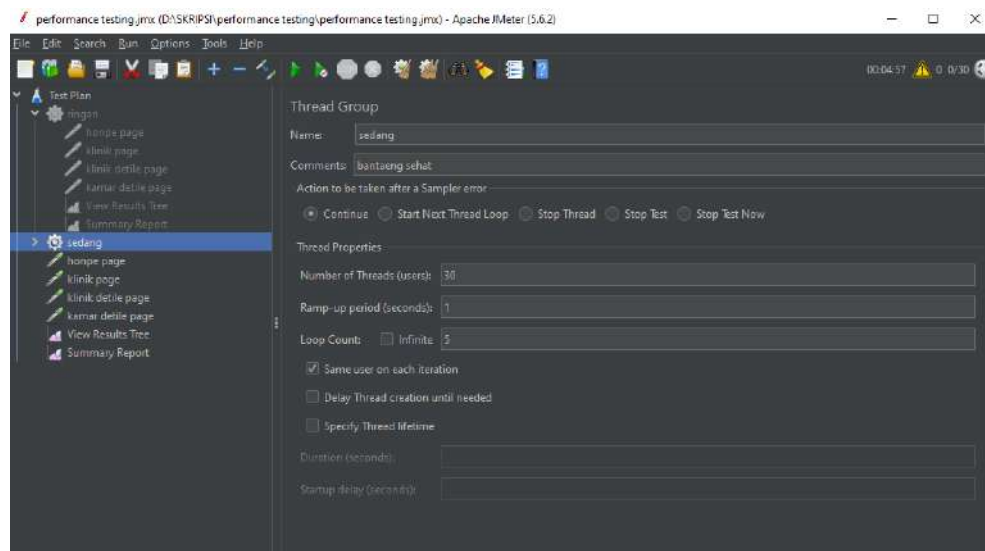 performance testing.jmx (D:\SKRIPSI\performance testing\performance testing.jmx) - Apache JMeter (5.6.2)
File Edit Search Run Options Tools Help
00:04:57 0 0/30
Test Plan
ringan
honpe page
klinik page
klinik detile page
kamar detile page
View Results Tree
Summary Report
sedang
honpe page
klinik page
klinik detile page
kamar detile page
View Results Tree
Summary Report
Thread Group
Name: sedang
Comments: bantaeng sehat
Action to be taken after a Sampler error
Continue Start Next Thread Loop Stop Thread Stop Test Stop Test Now
Thread Properties
Number of Threads (users): 30
Ramp-up period (seconds): 1
Loop Count: Infinite 5
Same user on each iteration
Delay Thread creation until needed
Specify Thread lifetime
Duration (seconds):
Startup delay (seconds):